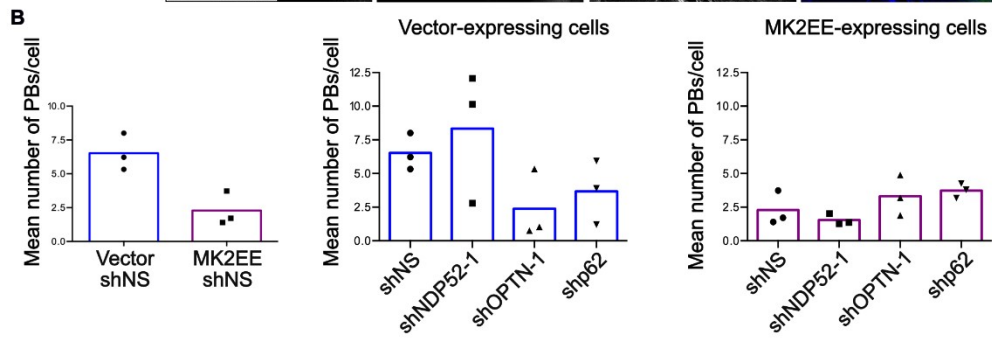 B
Mean number of PBs/cell
10.0
7.5
5.0
2.5
0.0
Vector
shNS
MK2EE
shNS
Vector-expressing cells
Mean number of PBs/cell
12.5
10.0
7.5
5.0
2.5
0.0
shNS
shNDP52-1
shOPTN-1
shp62
MK2EE-expressing cells
Mean number of PBs/cell
12.5
10.0
7.5
5.0
2.5
0.0
shNS
shNDP52-1
shOPTN-1
shp62